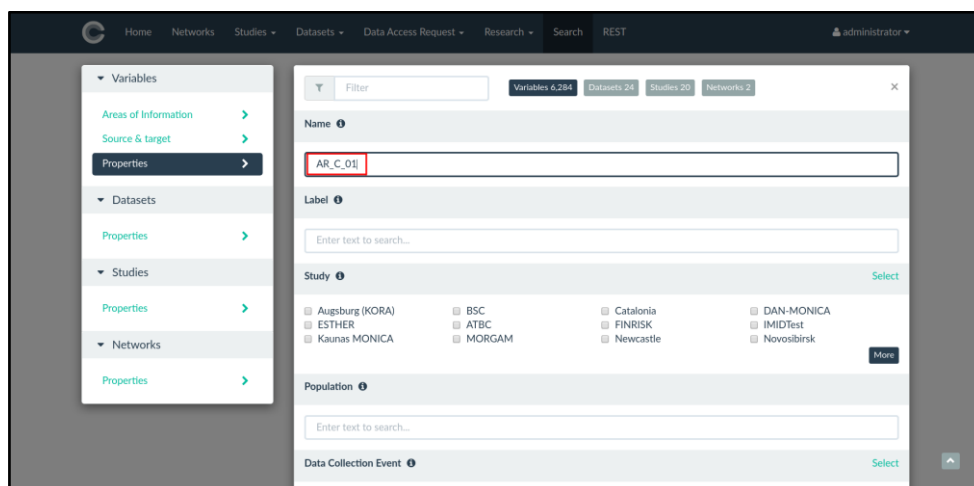 Home Networks Studies Datasets Data Access Request Research Search REST administrator
Variables
Areas of Information
Source & target
Properties
Datasets
Properties
Studies
Properties
Networks
Properties
Filter Variables 6,284 Datasets 24 Studies 20 Networks 2 ×
Name
AR_C_01
Label
Enter text to search...
Study Select
Augsburg (KORA) BSC Catalonia DAN-MONICA
ESTHER ATBC FINRISK IMIDTest
Kaunas MONICA MORGAM Newcastle Novosibirsk
More
Population
Enter text to search...
Data Collection Event Select